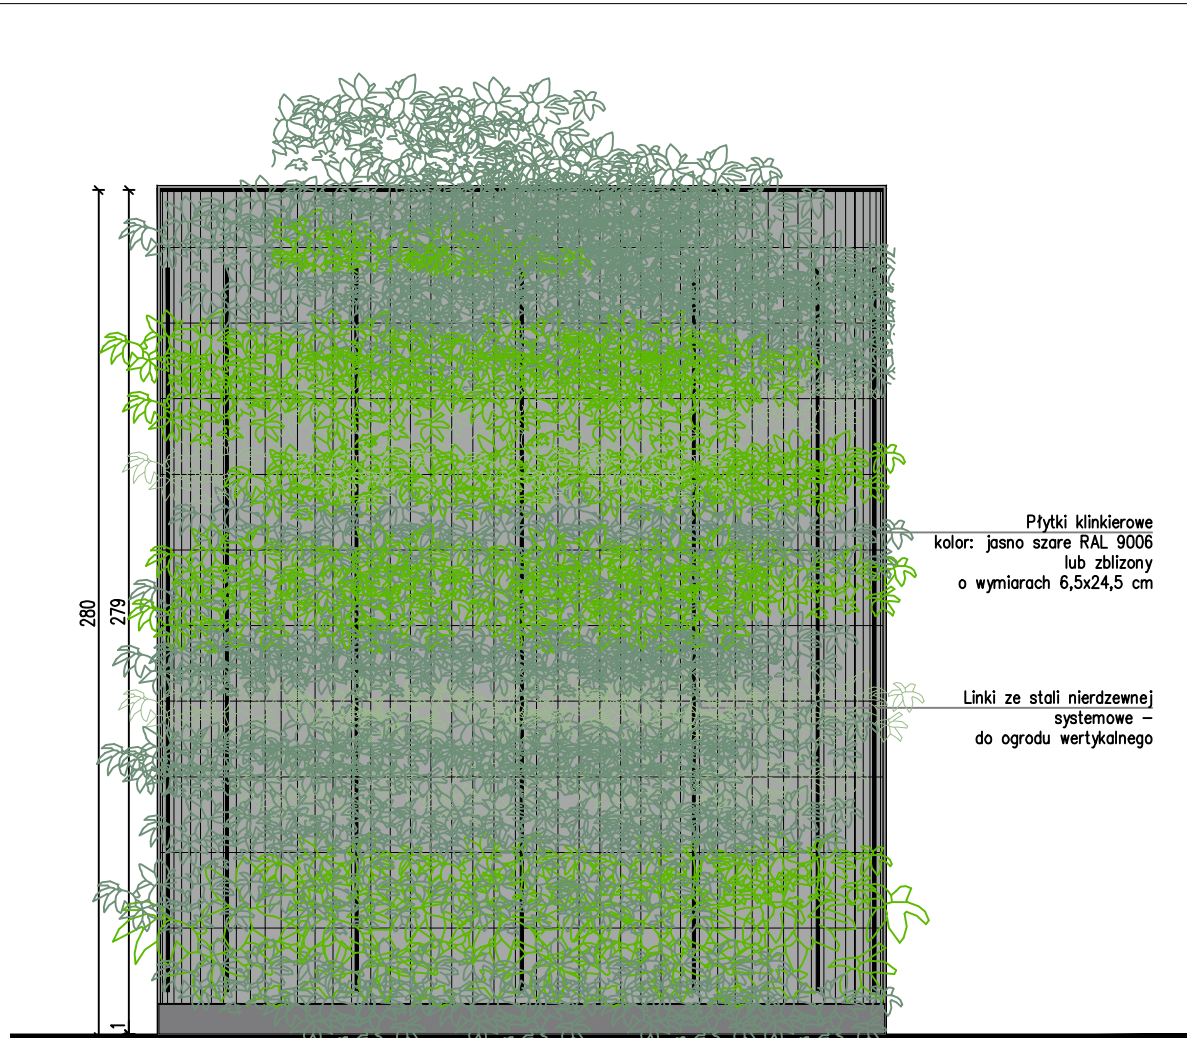 Płytki klinkierowe
kolor: jasno szare RAL 9006
lub zblizony
o wymiarach 6,5x24,5 cm
280
279
Linki ze stali nierdzewnej
systemowe –
do ogrodu wertykalnego
1